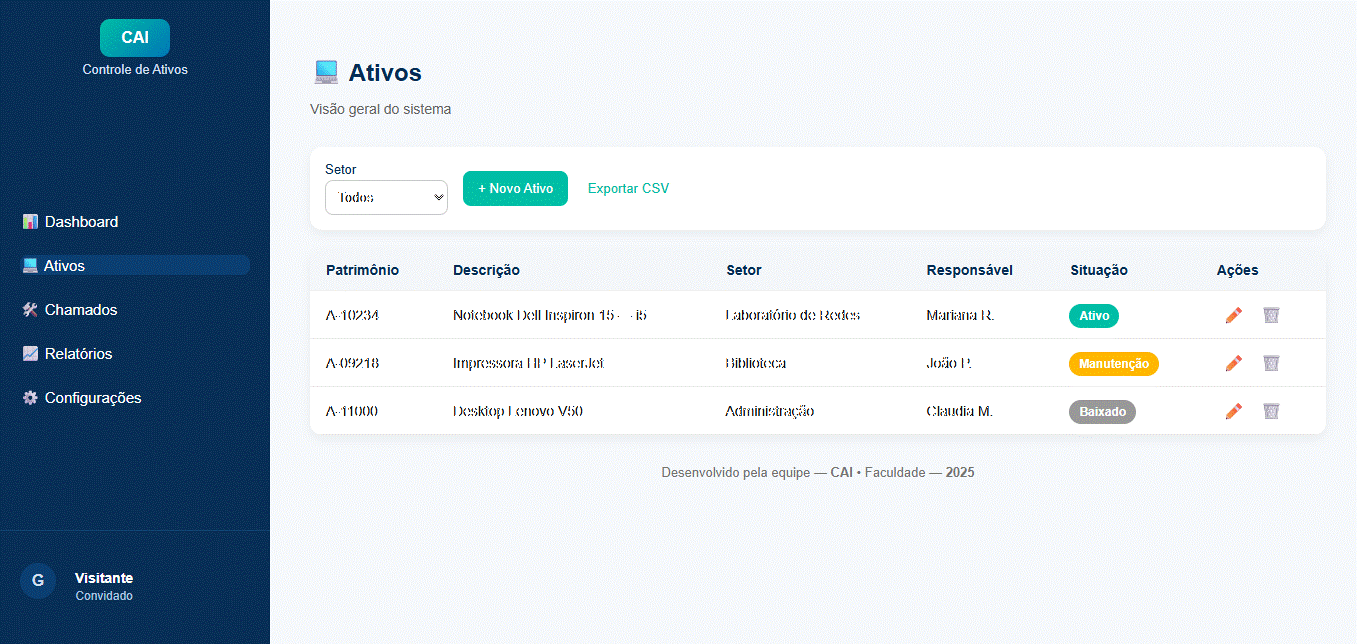 CAI
Controle de Ativos
Dashboard
Ativos
Chamados
Relatórios
Configurações
G
Visitante
Convidado
Ativos
Visão geral do sistema
Setor
Todos
+ Novo Ativo
Exportar CSV
Patrimônio Descrição Setor Responsável Situação Ações
A-10234 Notebook Dell Inspiron 15 — i5 Laboratório de Redes Mariana R. Ativo
A-09218 Impressora HP LaserJet Biblioteca João P. Manutenção
A-11000 Desktop Lenovo V50 Administração Claudia M. Baixado
Desenvolvido pela equipe — CAI • Faculdade — 2025